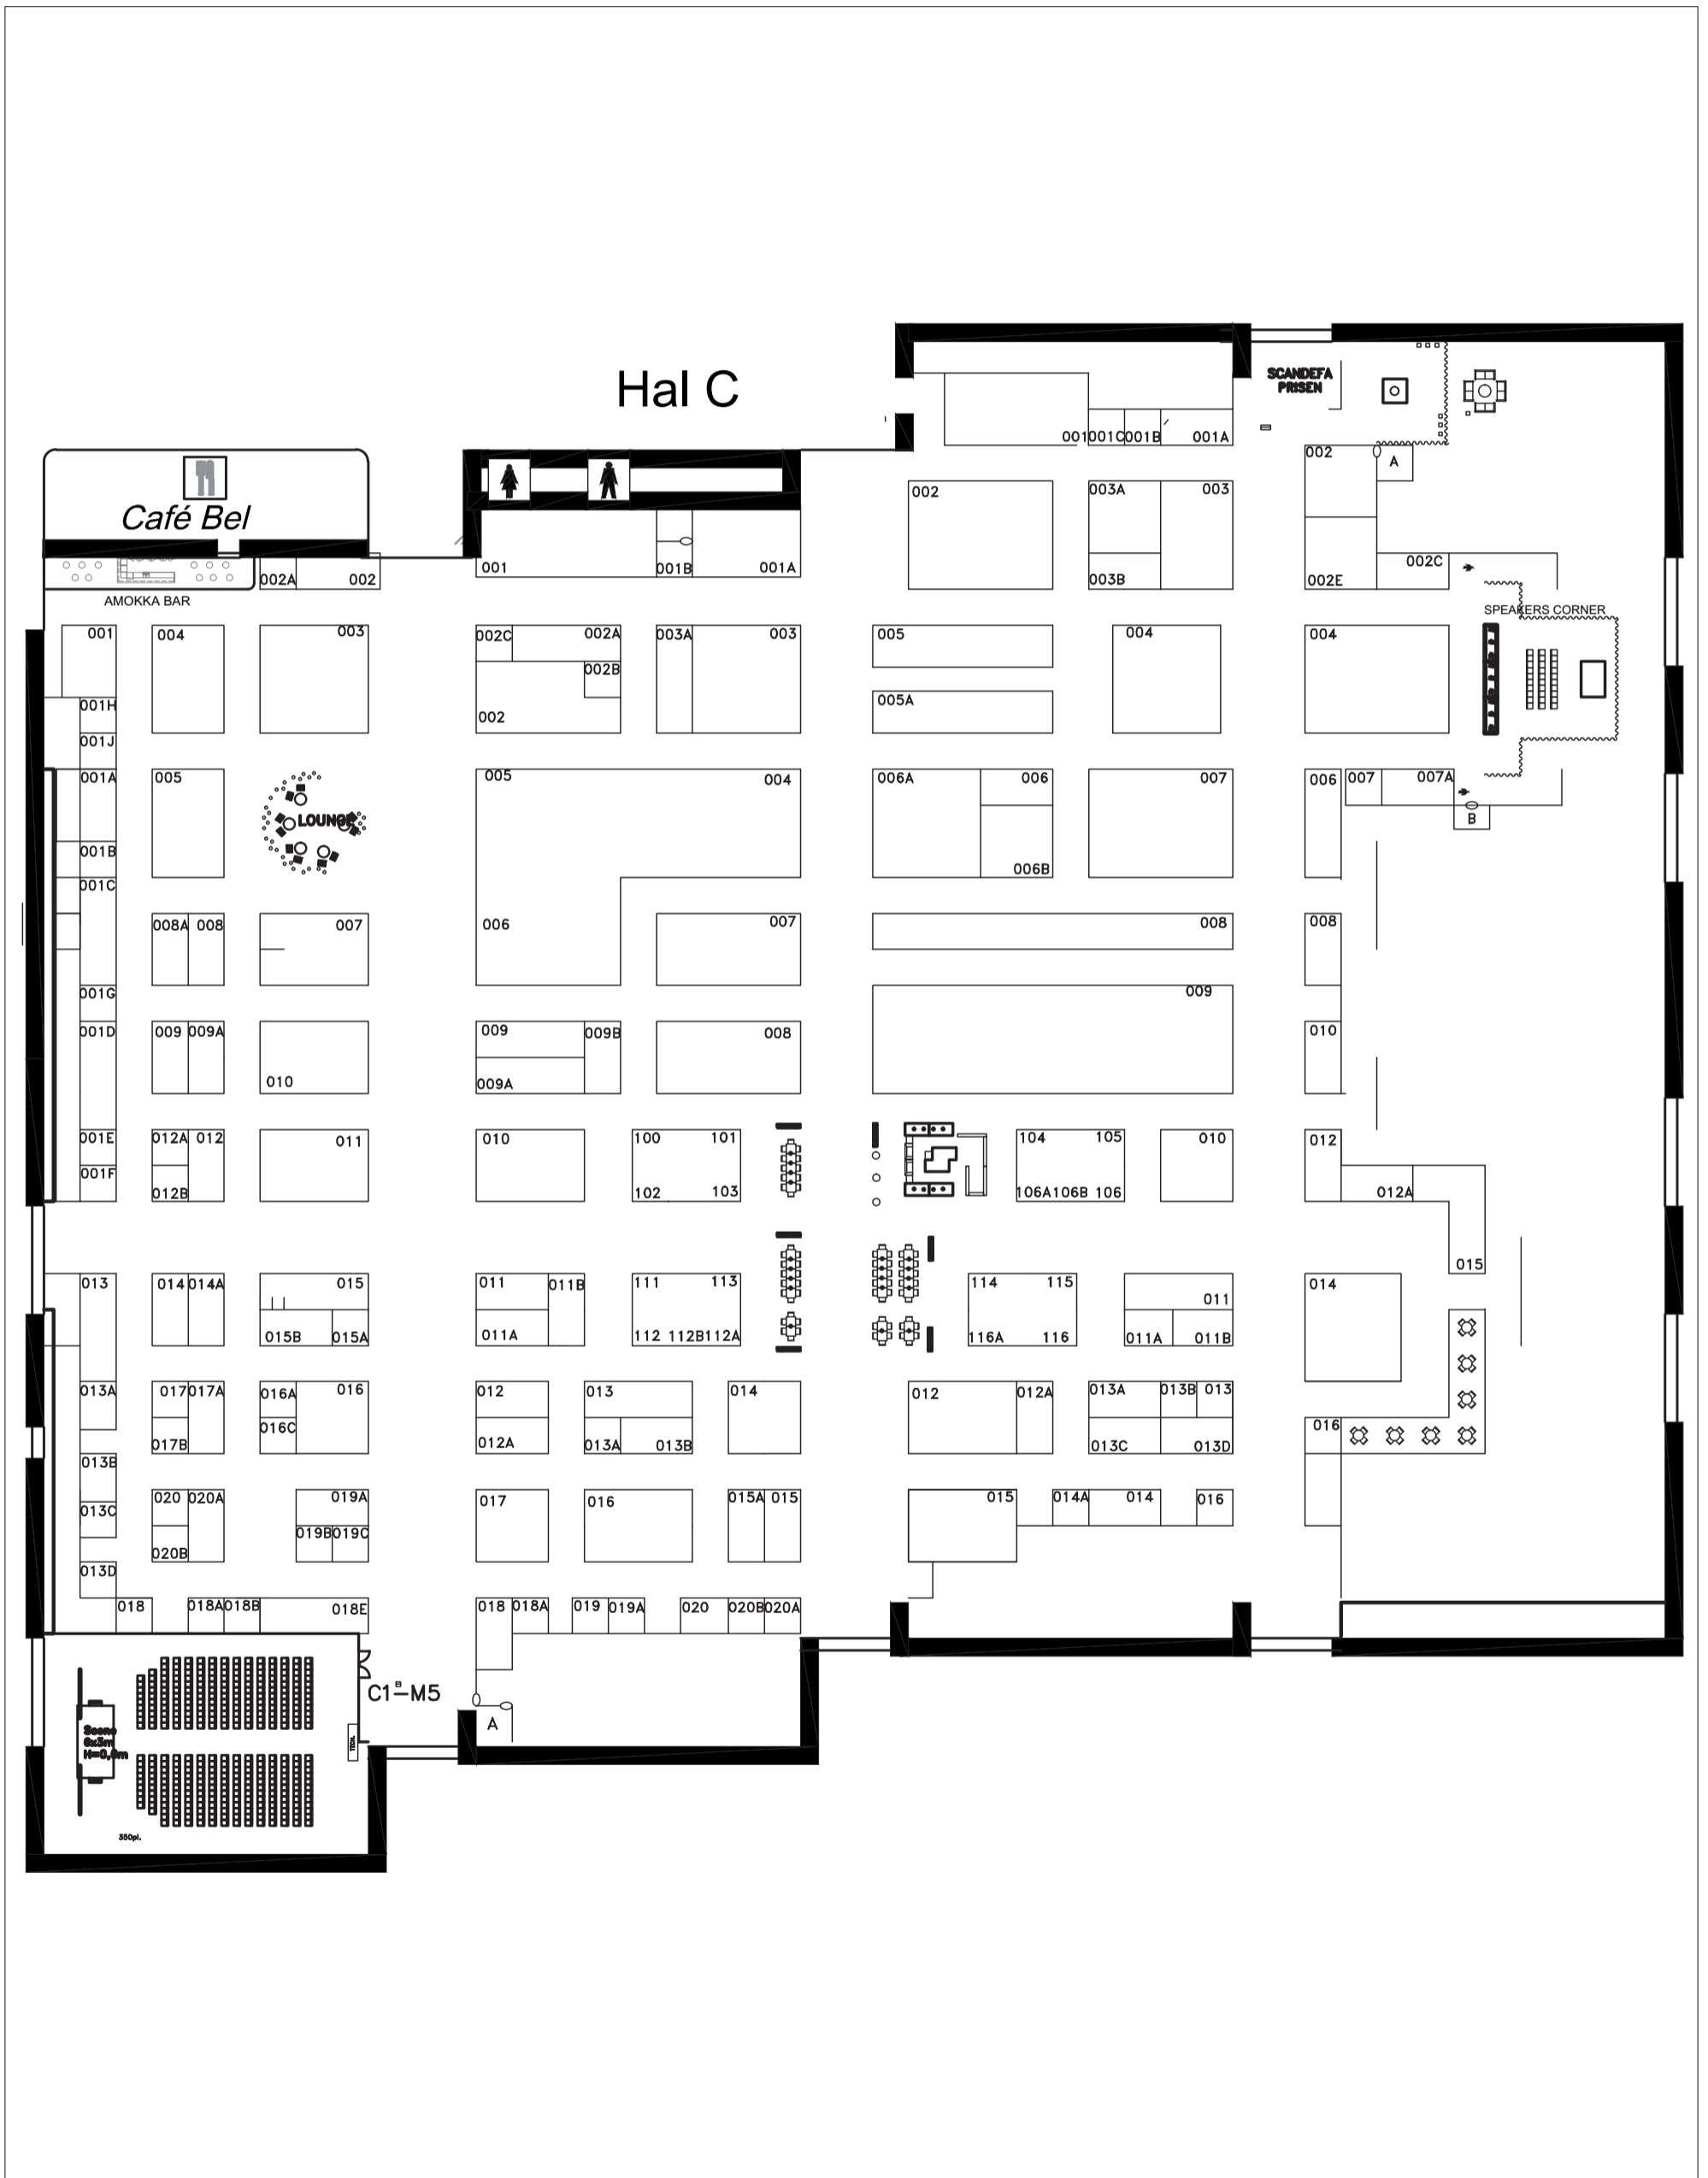 Hal C
SCANDEFA
PRISEN
001 001C 001B 001A
002 A
Café Bel
002 003A 003
001 001B 001A
002A 002
003B 002E 002C
AMOKKA BAR
SPEAKERS CORNER
001 004 003 002C 002A 003A 003 005 004 004
002B
001H 002 005A
001J
001A 005 005 004 006A 006 007 006 007 007A
LOUNGE
B
001B
006B
001C
008A 008 007 006 007 008 008
001G 009
001D 009 009A 009 009B 008 010
010 009A
001E 012A 012 011 010 100 101 104 105 010 012
001F 012B 102 103 106A 106B 106 012A
015
013 014 014A 015 011 011B 111 113 114 115 011 014
015B 015A 011A 112 112B 112A 116A 116 011A 011B
013A 017 017A 016A 016 012 013 014 012 012A 013A 013B 013
016C 016
017B 012A 013A 013B 013C 013D
013B
020 020A 019A 017 016 015A 015 015 014A 014 016
013C
019B 019C
020B
013D
018 018A 018B 018E 018 018A 019 019A 020 020B 020A
C1-M5
A
Scene
6x3m
H=0,6m
TECH.
350pl.